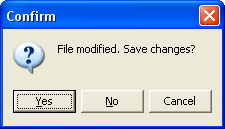 Confirm
File modified. Save changes?
Yes
No
Cancel